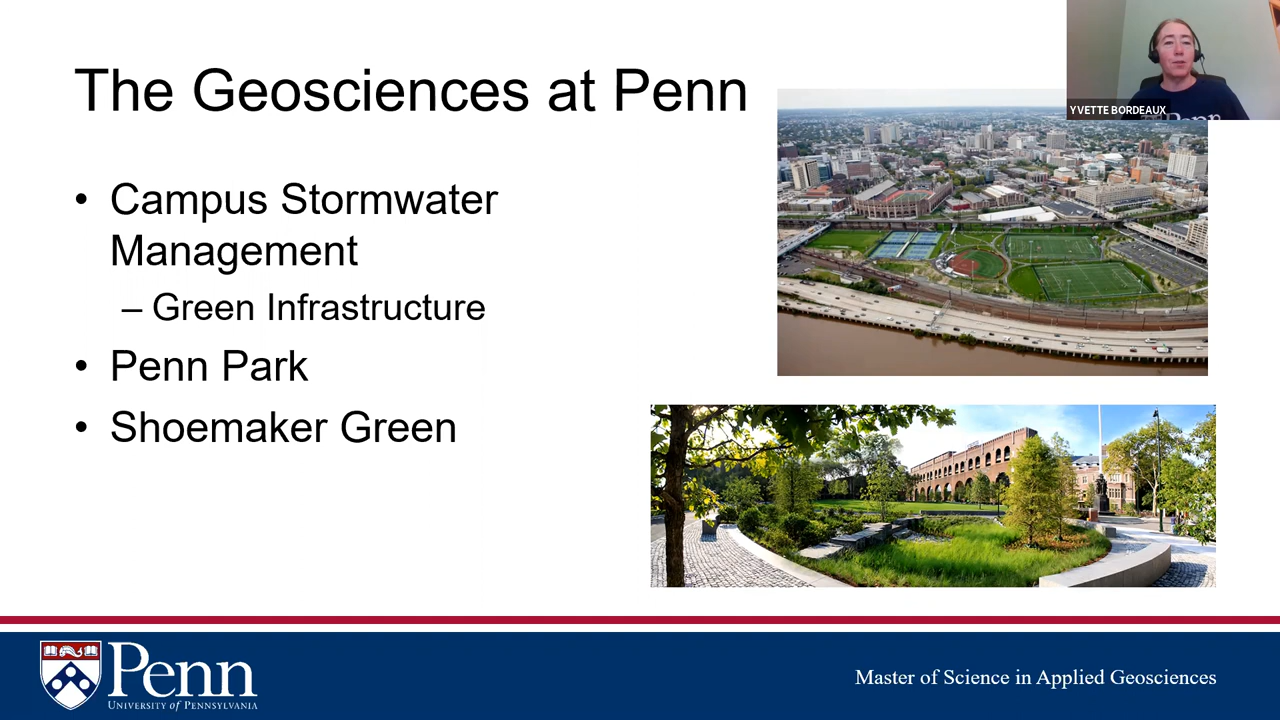 The Geosciences at Penn
YVETTE BORDEAUX
Penn
• Campus Stormwater
Management
– Green Infrastructure
• Penn Park
• Shoemaker Green
Penn
UNIVERSITY of PENNSYLVANIA
Master of Science in Applied Geosciences